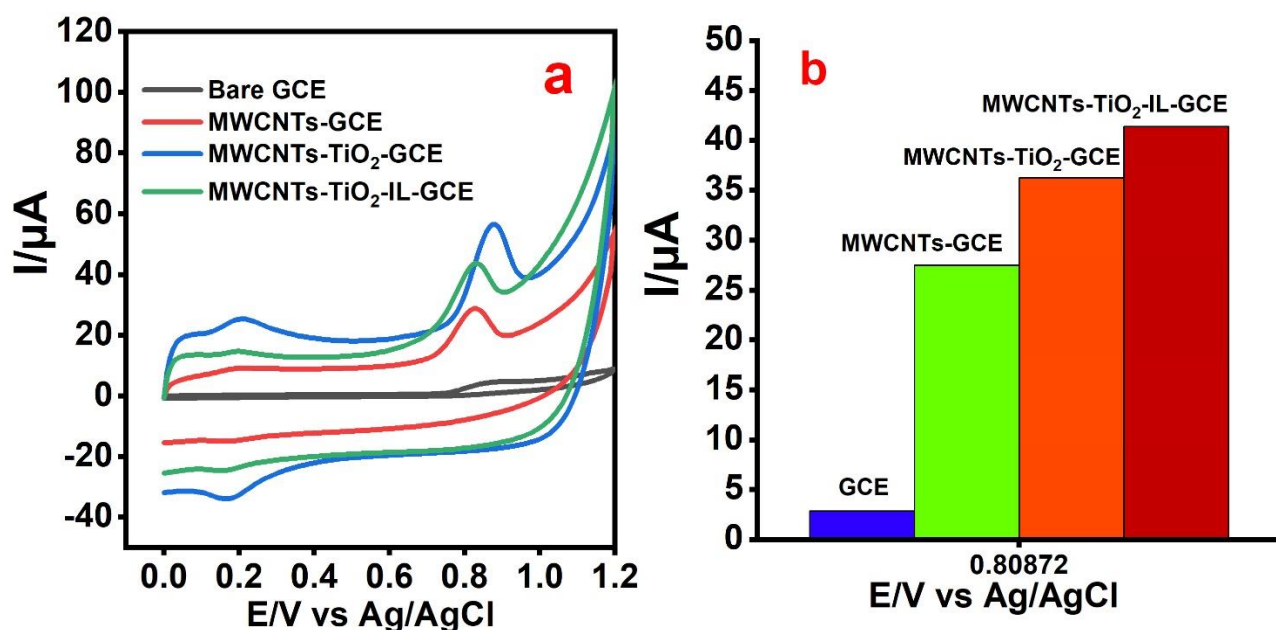 a
I/μA
120
100
80
60
40
20
0
-20
-40
Bare GCE
MWCNTs-GCE
MWCNTs-TiO₂-GCE
MWCNTs-TiO₂-IL-GCE
0.0 0.2 0.4 0.6 0.8 1.0 1.2
E/V vs Ag/AgCl
b
I/μA
50
45
40
35
30
25
20
15
10
5
0
MWCNTs-TiO₂-IL-GCE
MWCNTs-TiO₂-GCE
MWCNTs-GCE
GCE
0.80872
E/V vs Ag/AgCl